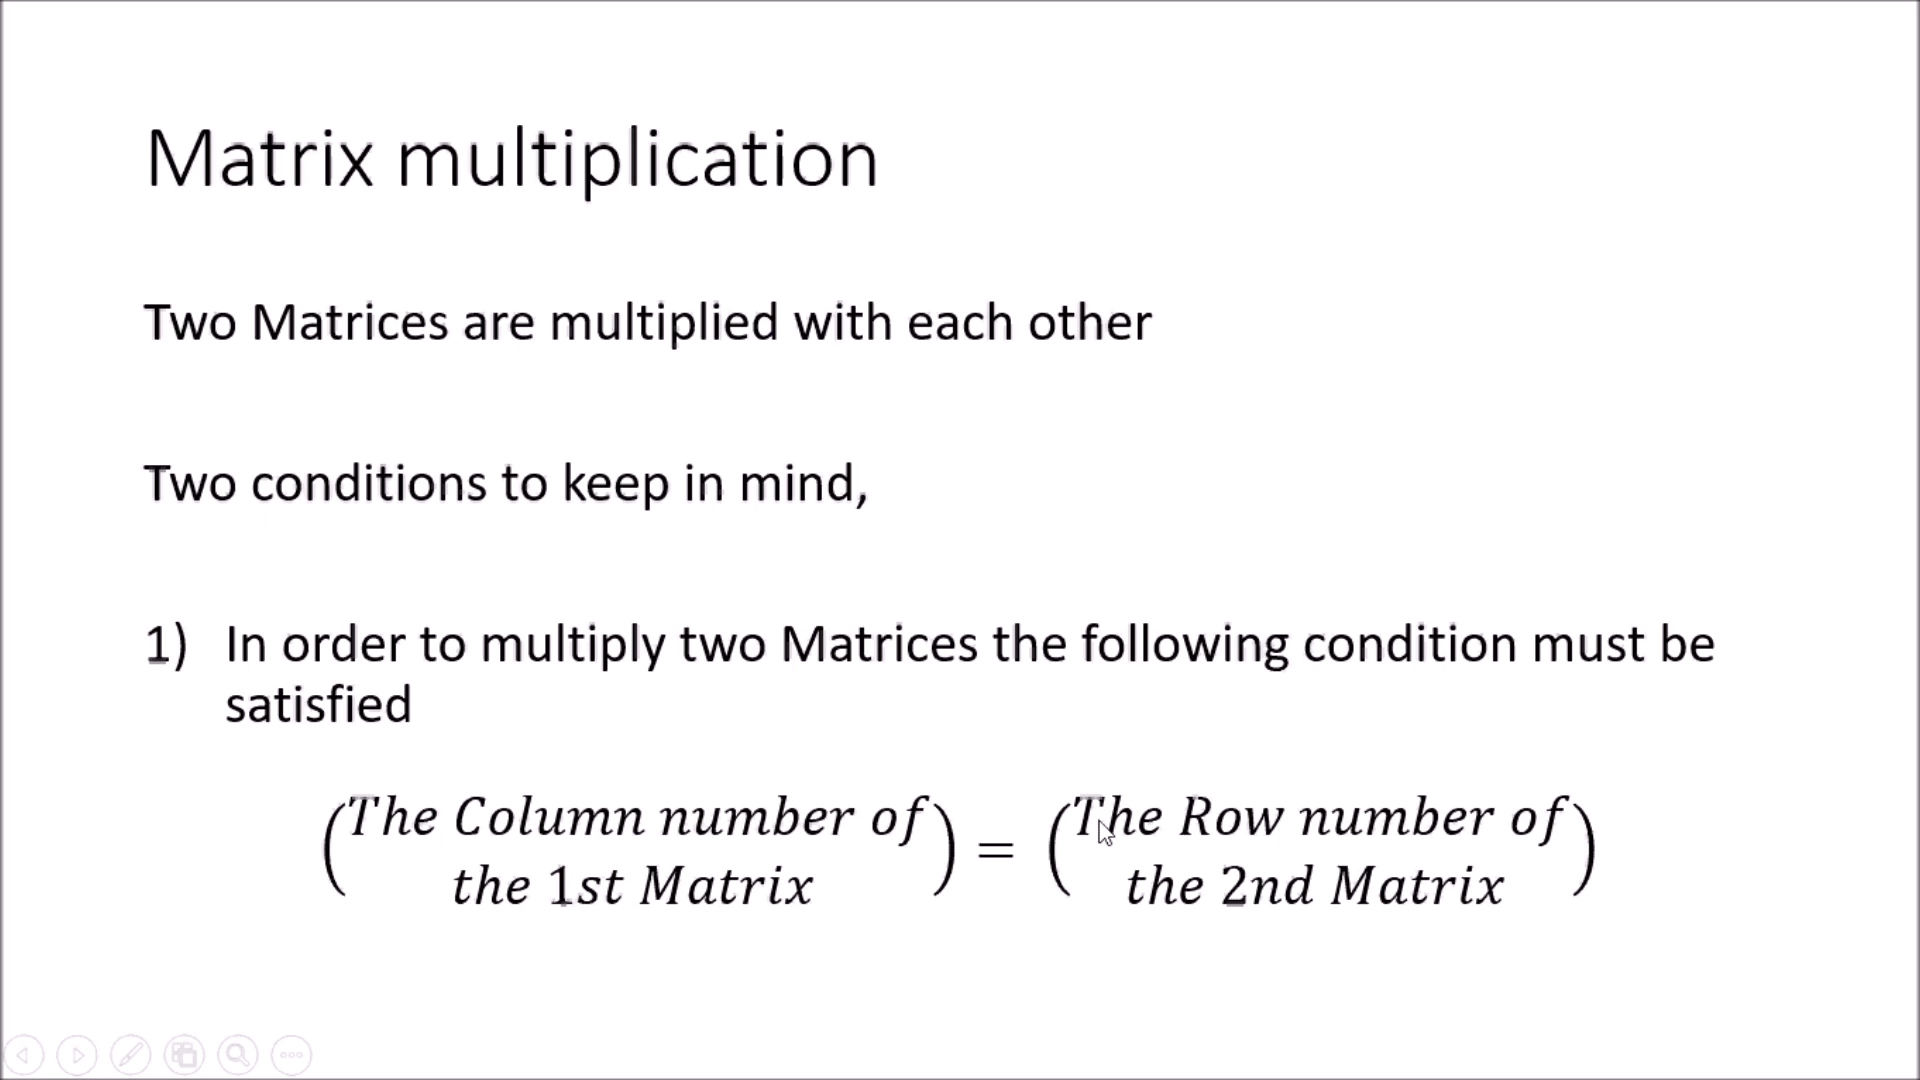 Matrix multiplication
Two Matrices are multiplied with each other
Two conditions to keep in mind,
1) In order to multiply two Matrices the following condition must be
satisfied
(The Column number of the 1st Matrix) = (The Row number of the 2nd Matrix)